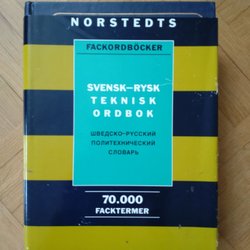 NORSTEDTS
FACKORDBÖCKER
SVENSK–RYSK
TEKNISK
ORDBOK
ШВЕДСКО-РУССКИЙ
ПОЛИТЕХНИЧЕСКИЙ
СЛОВАРЬ
70.000
FACKTERMER